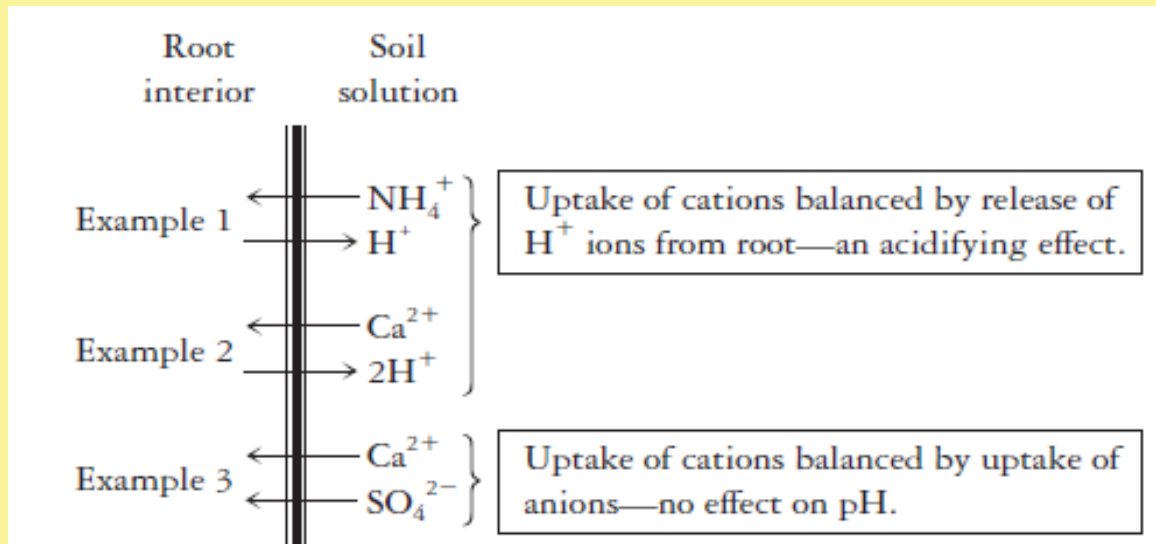 Root
interior
Soil
solution
Example 1
NH₄⁺
H⁺
Uptake of cations balanced by release of
H⁺ ions from root—an acidifying effect.
Example 2
Ca²⁺
2H⁺
Example 3
Ca²⁺
SO₄²⁻
Uptake of cations balanced by uptake of
anions—no effect on pH.